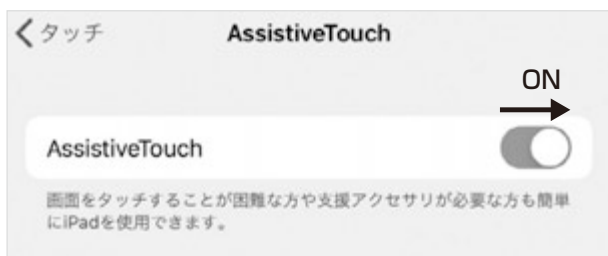 タッチ AssistiveTouch
ON
AssistiveTouch
画面をタッチすることが困難な方や支援アクセサリが必要な方も簡単
にiPadを使用できます。